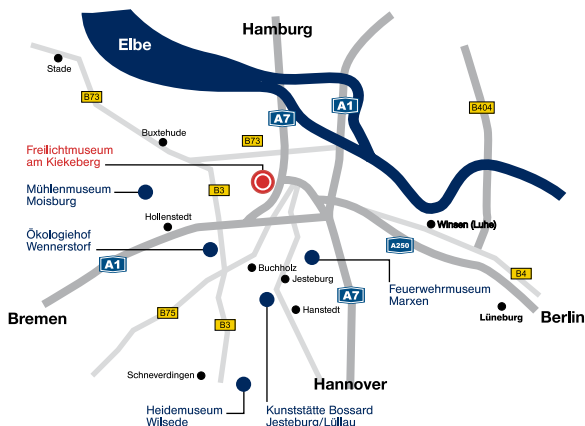 Hamburg
Elbe
Stade
B73
A7
A1
B404
Buxtehude
B73
Freilichtmuseum
am Kiekeberg
Mühlenmuseum
Moisburg
B3
Hollenstedt
Winsen (Luhe)
Ökologiehof
Wennerstorf
A250
A1
Buchholz
Jesteburg
B4
Feuerwehrmuseum
Marxen
A7
Hanstedt
Lüneburg
Bremen
B75
B3
Berlin
Schneverdingen
Hannover
Heidemuseum
Wilsede
Kunststätte Bossard
Jesteburg/Lüllau